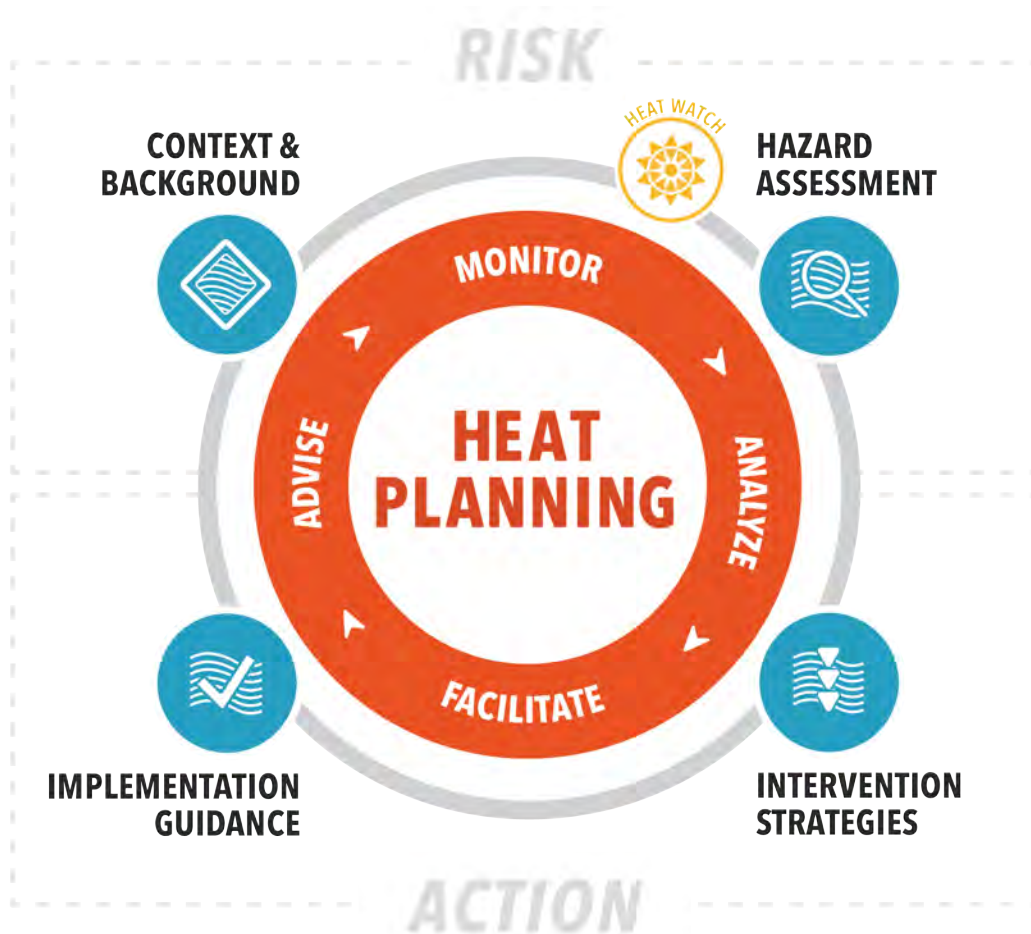 RISK
HEAT WATCH
CONTEXT &
BACKGROUND
HAZARD
ASSESSMENT
MONITOR
ANALYZE
FACILITATE
ADVISE
HEAT
PLANNING
IMPLEMENTATION
GUIDANCE
INTERVENTION
STRATEGIES
ACTION